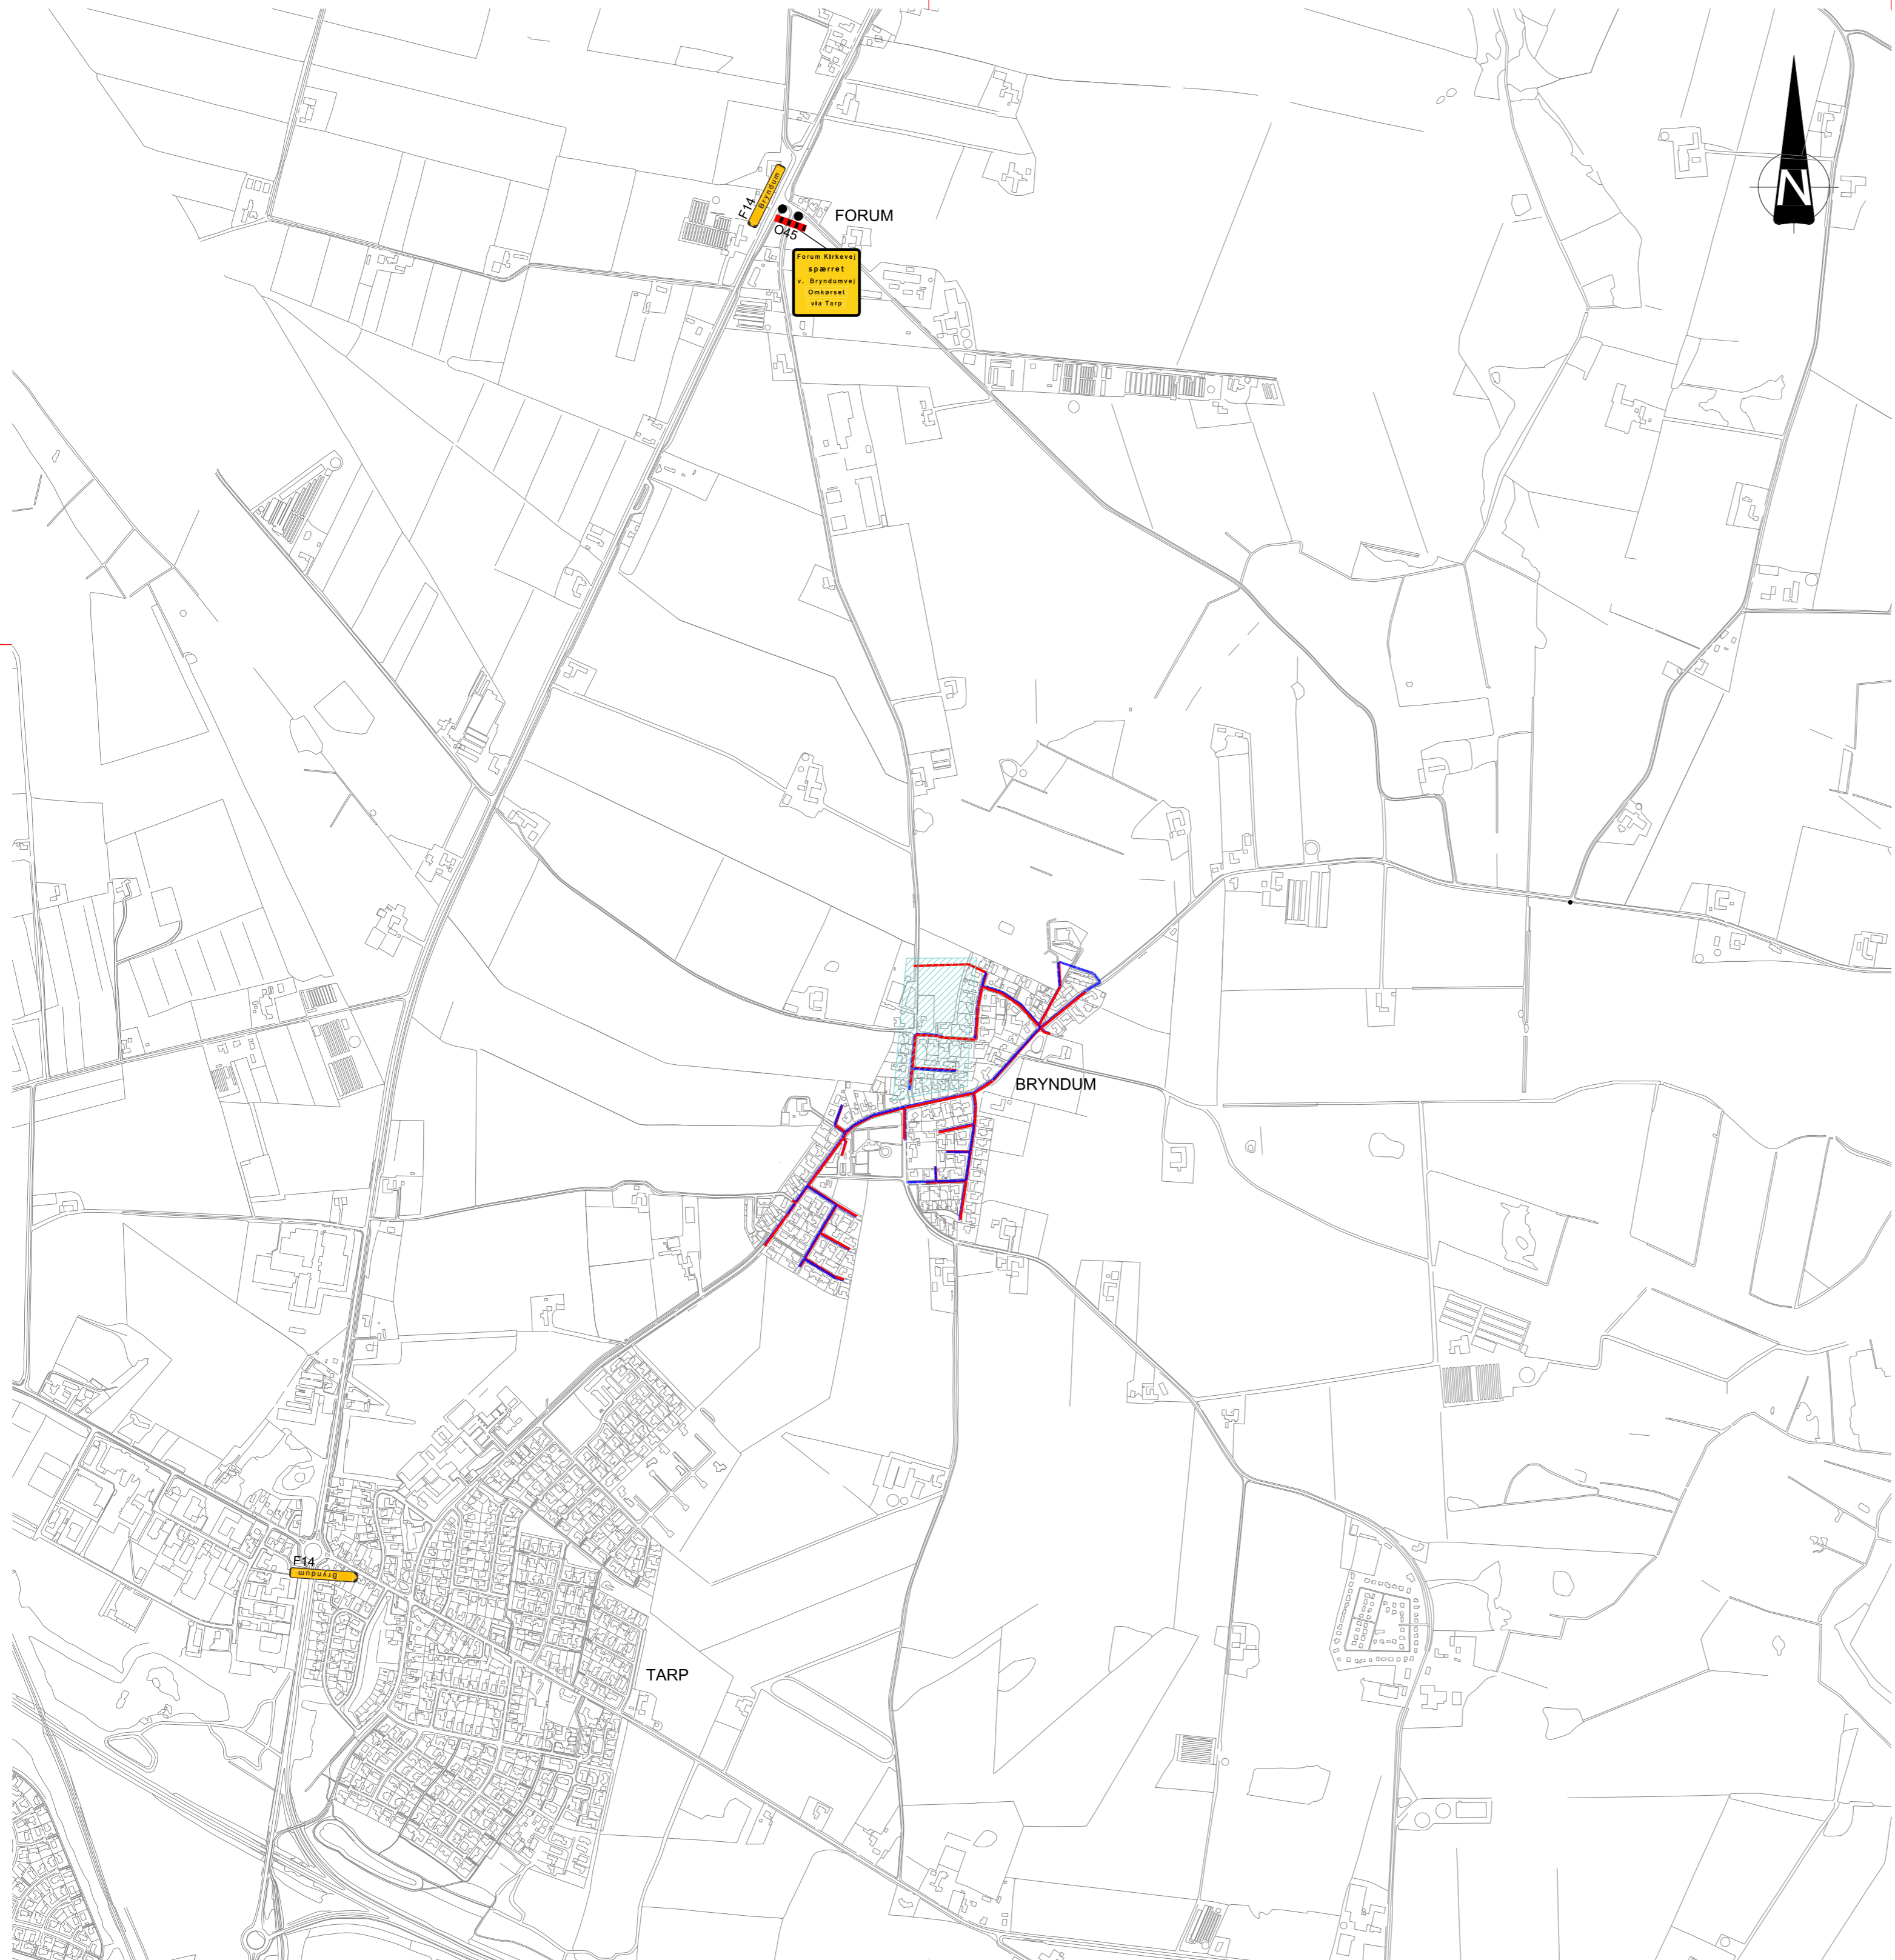 N
Bryndum
F14
FORUM
O45
Forum Kirkevej
spærret
v. Bryndumvej
Omkørsel
via Tarp
BRYNDUM
F14
Bryndum
TARP